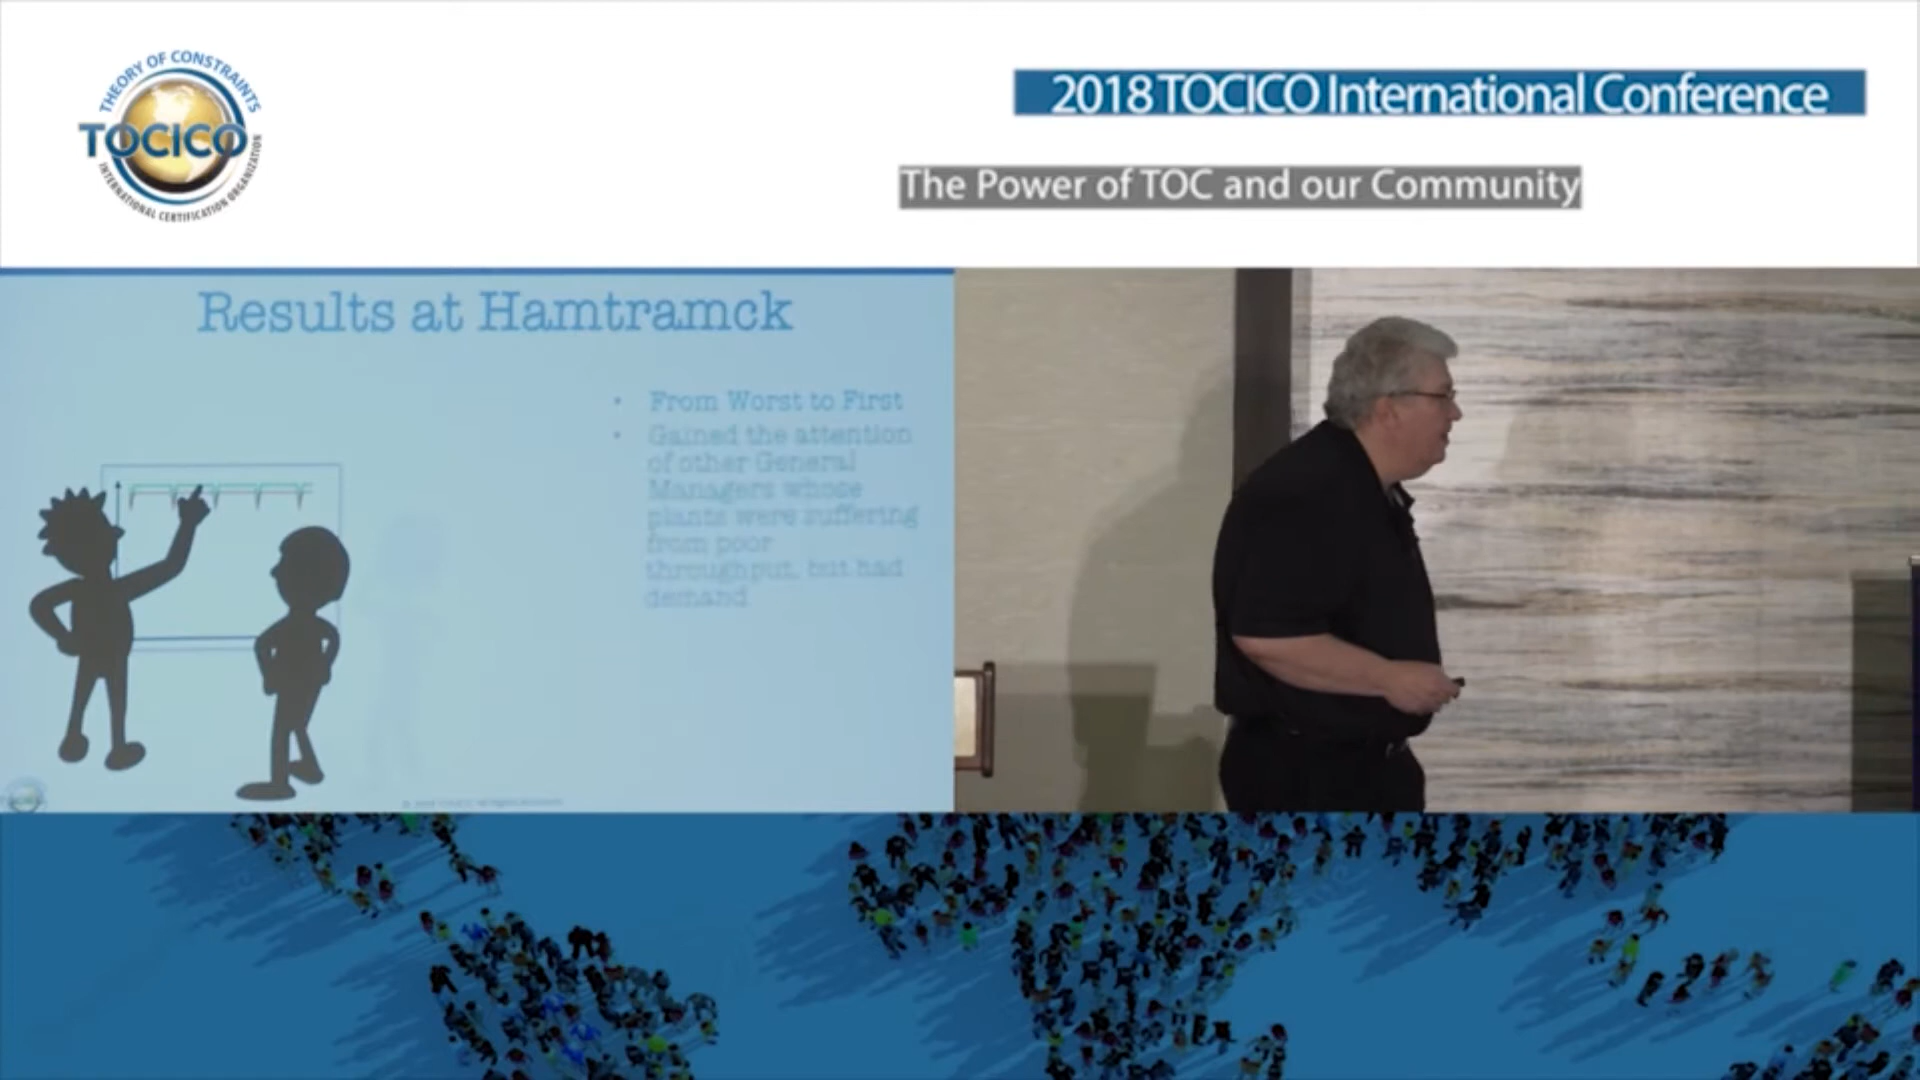 THEORY OF CONSTRAINTS
TOCICO
INTERNATIONAL CERTIFICATION ORGANIZATION
2018 TOCICO International Conference
The Power of TOC and our Community
Results at Hamtramck
• From Worst to First
• Gained the attention
of other General
Managers whose
plants were suffering
from poor
throughput, but had
demand